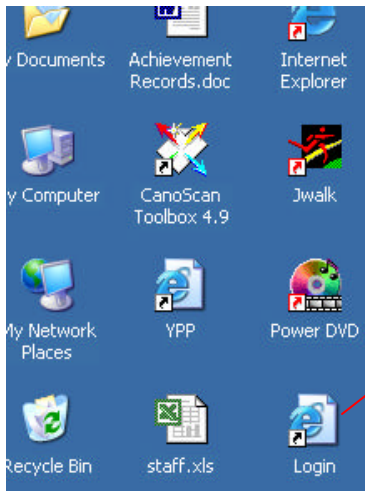 y Documents
Achievement
Records.doc
Internet
Explorer
y Computer
CanoScan
Toolbox 4.9
Jwalk
My Network
Places
YPP
Power DVD
Recycle Bin
staff.xls
Login